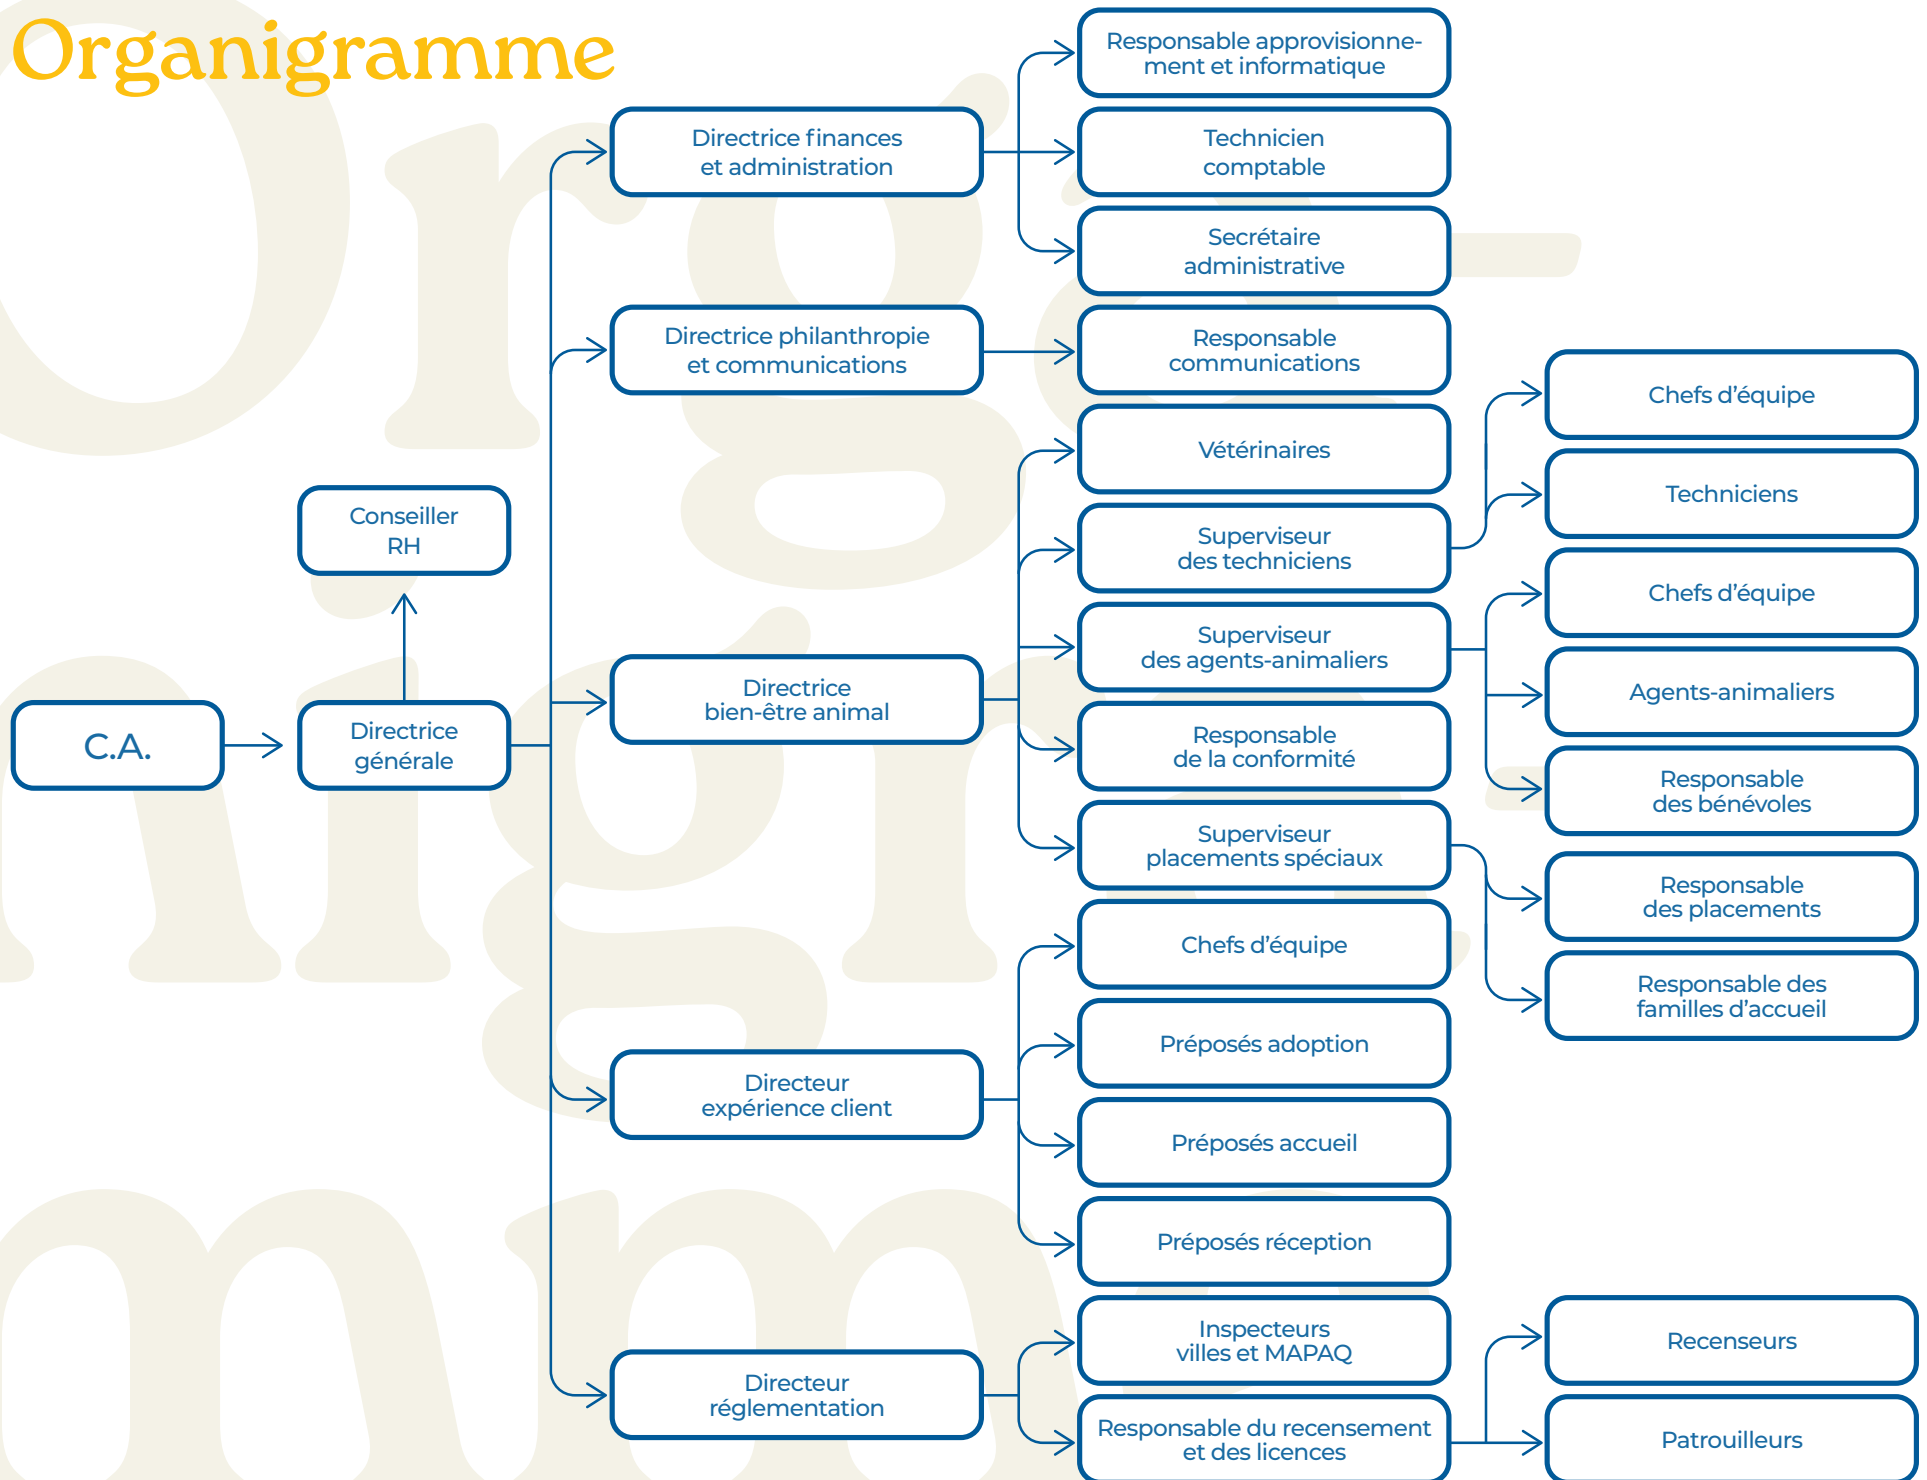 Organigramme
C.A.
Conseiller
RH
Directrice
générale
Directrice finances
et administration
Directrice philanthropie
et communications
Directrice
bien-être animal
Directeur
expérience client
Directeur
réglementation
Responsable approvisionne-
ment et informatique
Technicien
comptable
Secrétaire
administrative
Responsable
communications
Vétérinaires
Superviseur
des techniciens
Superviseur
des agents-animaliers
Responsable
de la conformité
Superviseur
placements spéciaux
Chefs d'équipe
Préposés adoption
Préposés accueil
Préposés réception
Inspecteurs
villes et MAPAQ
Responsable du recensement
et des licences
Chefs d'équipe
Techniciens
Chefs d'équipe
Agents-animaliers
Responsable
des bénévoles
Responsable
des placements
Responsable des
familles d'accueil
Recenseurs
Patrouilleurs